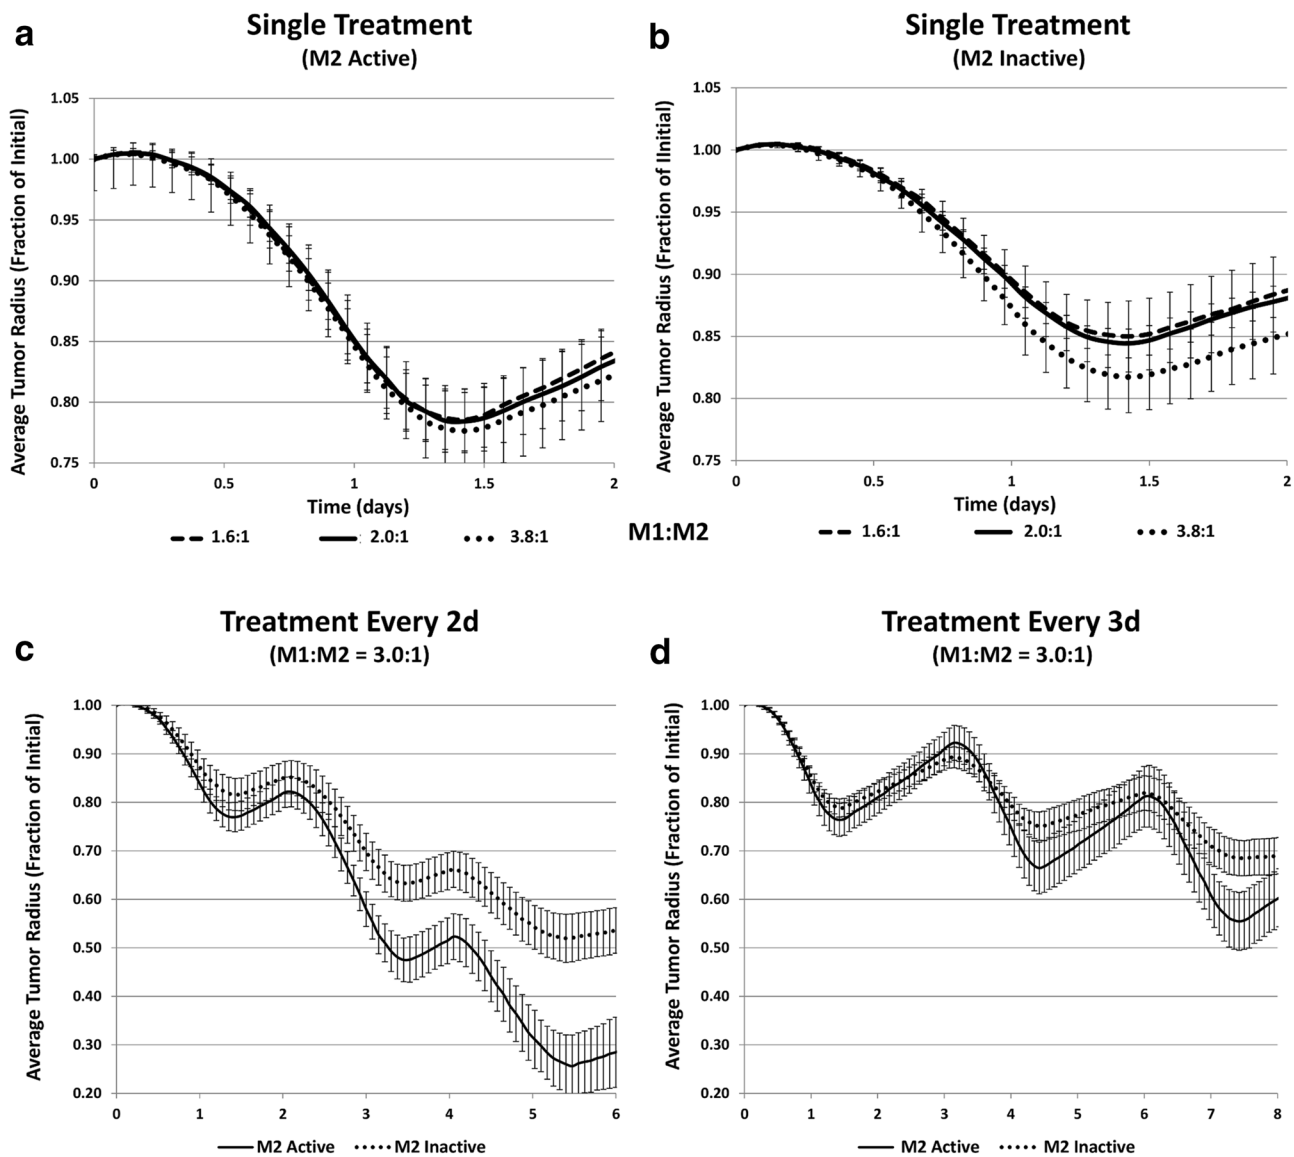 a
Single Treatment
(M2 Active)
Average Tumor Radius (Fraction of Initial)
1.05
1.00
0.95
0.90
0.85
0.80
0.75
0 0.5 1 1.5 2
Time (days)
1.6:1 2.0:1 3.8:1
b
Single Treatment
(M2 Inactive)
Average Tumor Radius (Fraction of IInitial)
1.05
1.00
0.95
0.90
0.85
0.80
0.75
0 0.5 1 1.5 2
Time (days)
M1:M2
1.6:1 2.0:1 3.8:1
c
Treatment Every 2d
(M1:M2 = 3.0:1)
Average Tumor Radius (Fraction of Initial)
1.00
0.90
0.80
0.70
0.60
0.50
0.40
0.30
0.20
0 1 2 3 4 5 6
M2 Active M2 Inactive
d
Treatment Every 3d
(M1:M2 = 3.0:1)
Average Tumor Radius (Fraction of Initial)
1.00
0.90
0.80
0.70
0.60
0.50
0.40
0.30
0.20
0 1 2 3 4 5 6 7 8
M2 Active M2 Inactive